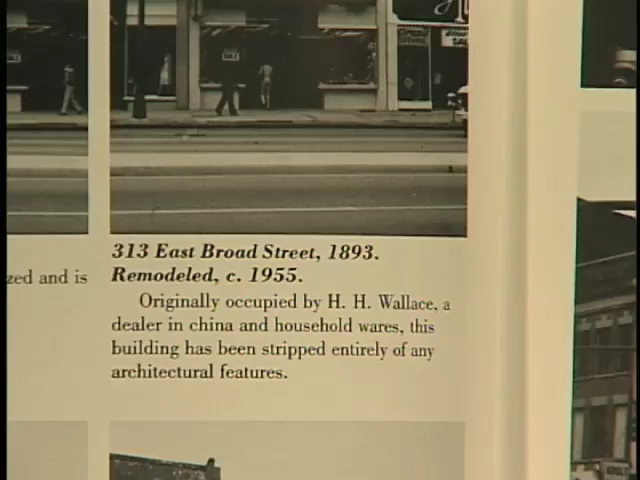 313 East Broad Street, 1893.
Remodeled, c. 1955.
zed and is
Originally occupied by H. H. Wallace, a
dealer in china and household wares, this
building has been stripped entirely of any
architectural features.